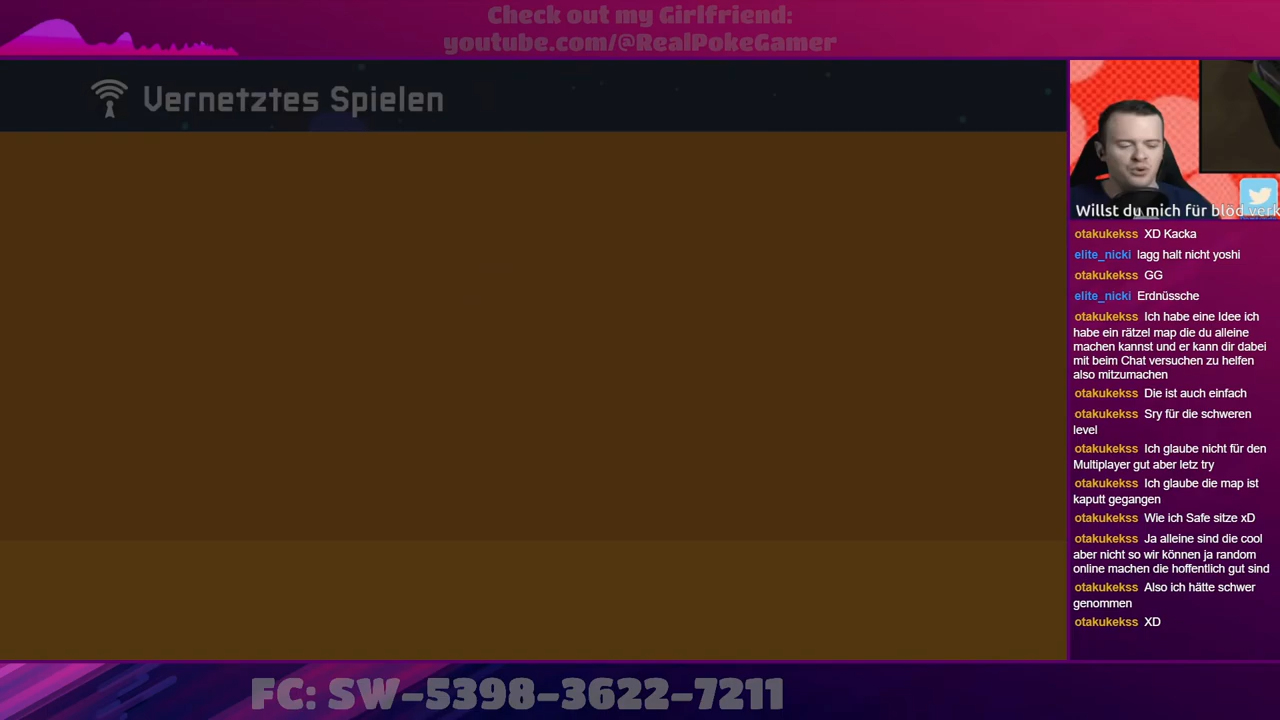 Check out my Girlfriend:
youtube.com/@RealPokeGamer
Vernetztes Spielen
Willst du mich für blöd verk
otakukekss XD Kacka
elite_nicki lagg halt nicht yoshi
otakukekss GG
elite_nicki Erdnüssche
otakukekss Ich habe eine Idee ich
habe ein rätzel map die du alleine
machen kannst und er kann dir dabei
mit beim Chat versuchen zu helfen
also mitzumachen
otakukekss Die ist auch einfach
otakukekss Sry für die schweren
level
otakukekss Ich glaube nicht für den
Multiplayer gut aber letz try
otakukekss Ich glaube die map ist
kaputt gegangen
otakukekss Wie ich Safe sitze xD
otakukekss Ja alleine sind die cool
aber nicht so wir können ja random
online machen die hoffentlich gut sind
otakukekss Also ich hätte schwer
genommen
otakukekss XD
FC: SW-5398-3622-7211